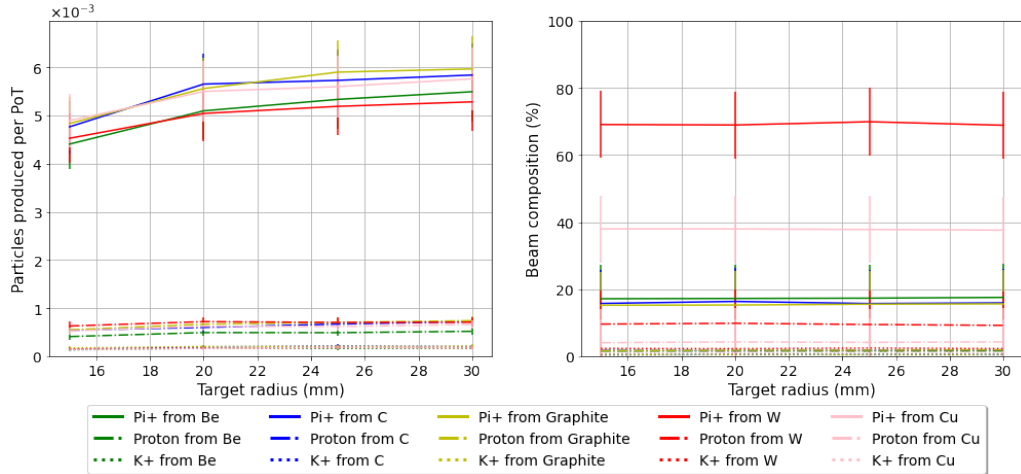 ×10⁻³
6
5
4
3
2
1
0
16 18 20 22 24 26 28 30
Target radius (mm)
Particles produced per PoT
100
80
60
40
20
0
16 18 20 22 24 26 28 30
Target radius (mm)
Beam composition (%)
Pi+ from Be Pi+ from C Pi+ from Graphite Pi+ from W Pi+ from Cu
Proton from Be Proton from C Proton from Graphite Proton from W Proton from Cu
K+ from Be K+ from C K+ from Graphite K+ from W K+ from Cu